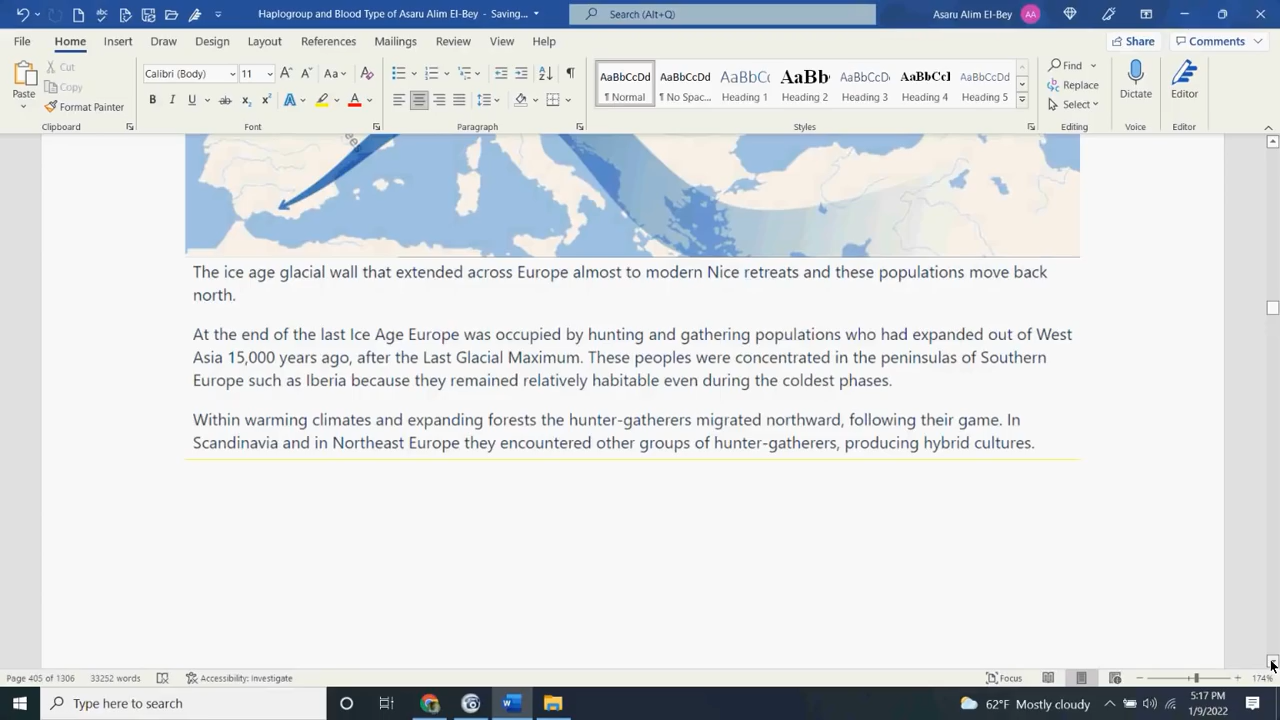 Haplogroup and Blood Type of Asaru Alim El-Bey - Saving...
Search (Alt+Q)
Asaru Alim El-Bey
AA
File Home Insert Draw Design Layout References Mailings Review View Help
Share
Comments
Paste
Cut
Copy
Format Painter
Clipboard
Calibri (Body)
11
Font
Paragraph
AaBbCcDd AaBbCcDd AaBbCc AaBb AaBbCcD AaBbCcI AaBbCcDd
¶ Normal ¶ No Spac... Heading 1 Heading 2 Heading 3 Heading 4 Heading 5
Styles
Find
Replace
Select
Editing
Dictate
Voice
Editor
Editor
The ice age glacial wall that extended across Europe almost to modern Nice retreats and these populations move back
north.
At the end of the last Ice Age Europe was occupied by hunting and gathering populations who had expanded out of West
Asia 15,000 years ago, after the Last Glacial Maximum. These peoples were concentrated in the peninsulas of Southern
Europe such as Iberia because they remained relatively habitable even during the coldest phases.
Within warming climates and expanding forests the hunter-gatherers migrated northward, following their game. In
Scandinavia and in Northeast Europe they encountered other groups of hunter-gatherers, producing hybrid cultures.
Page 405 of 1306 33252 words Accessibility: Investigate
Focus
174%
Type here to search
62°F Mostly cloudy
5:17 PM
1/9/2022